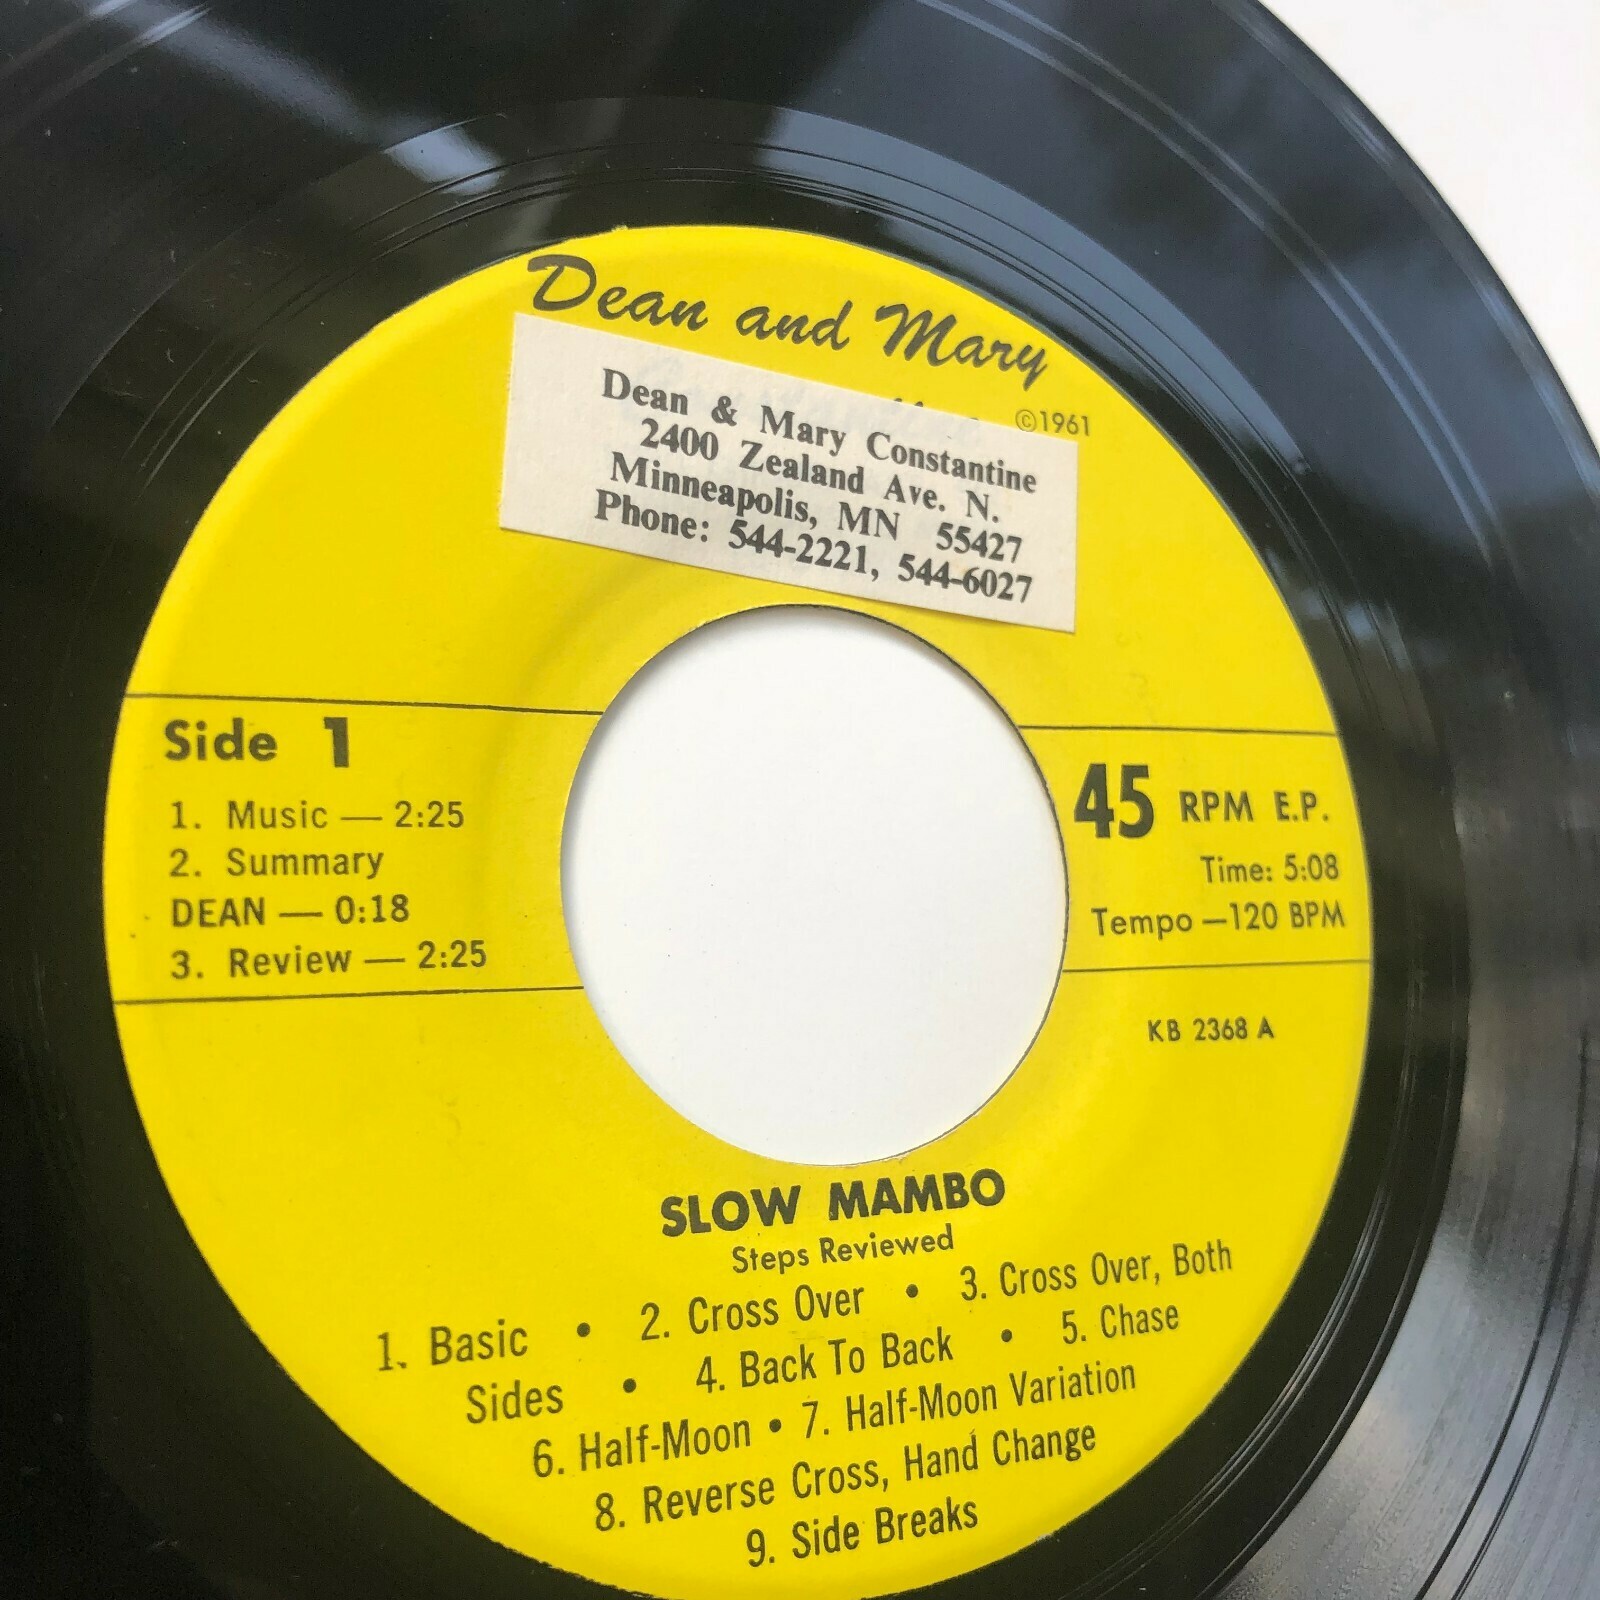 Dean and Mary
©1961
Dean & Mary Constantine
2400 Zealand Ave. N.
Minneapolis, MN 55427
Phone: 544-2221, 544-6027
Side 1
1. Music — 2:25
2. Summary
DEAN — 0:18
3. Review — 2:25
45 RPM E.P.
Time: 5:08
Tempo — 120 BPM
KB 2368 A
SLOW MAMBO
Steps Reviewed
1. Basic • 2. Cross Over • 3. Cross Over, Both
Sides • 4. Back To Back • 5. Chase
6. Half-Moon • 7. Half-Moon Variation
8. Reverse Cross, Hand Change
9. Side Breaks